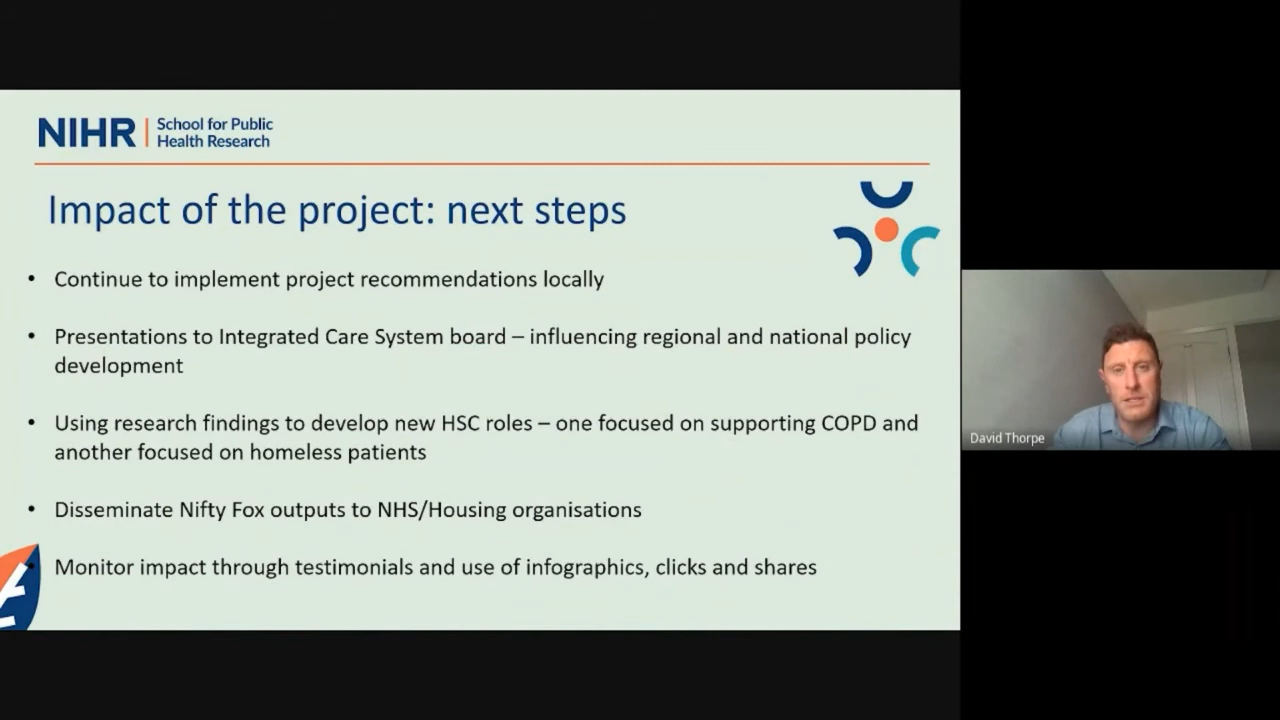 NIHR | School for Public
Health Research
Impact of the project: next steps
• Continue to implement project recommendations locally
• Presentations to Integrated Care System board – influencing regional and national policy
development
• Using research findings to develop new HSC roles – one focused on supporting COPD and
another focused on homeless patients
• Disseminate Nifty Fox outputs to NHS/Housing organisations
• Monitor impact through testimonials and use of infographics, clicks and shares
David Thorpe